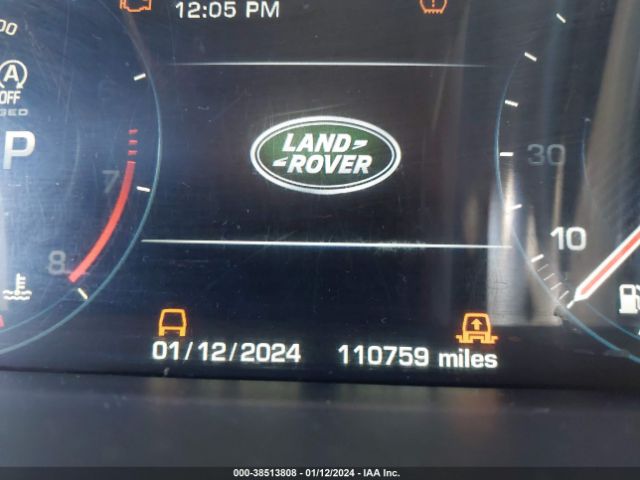 12:05 PM
00
A
OFF
P
LAND
ROVER
30
7
10
8
01/12/2024 110759 miles
000-38513808 - 01/12/2024 - IAA Inc.